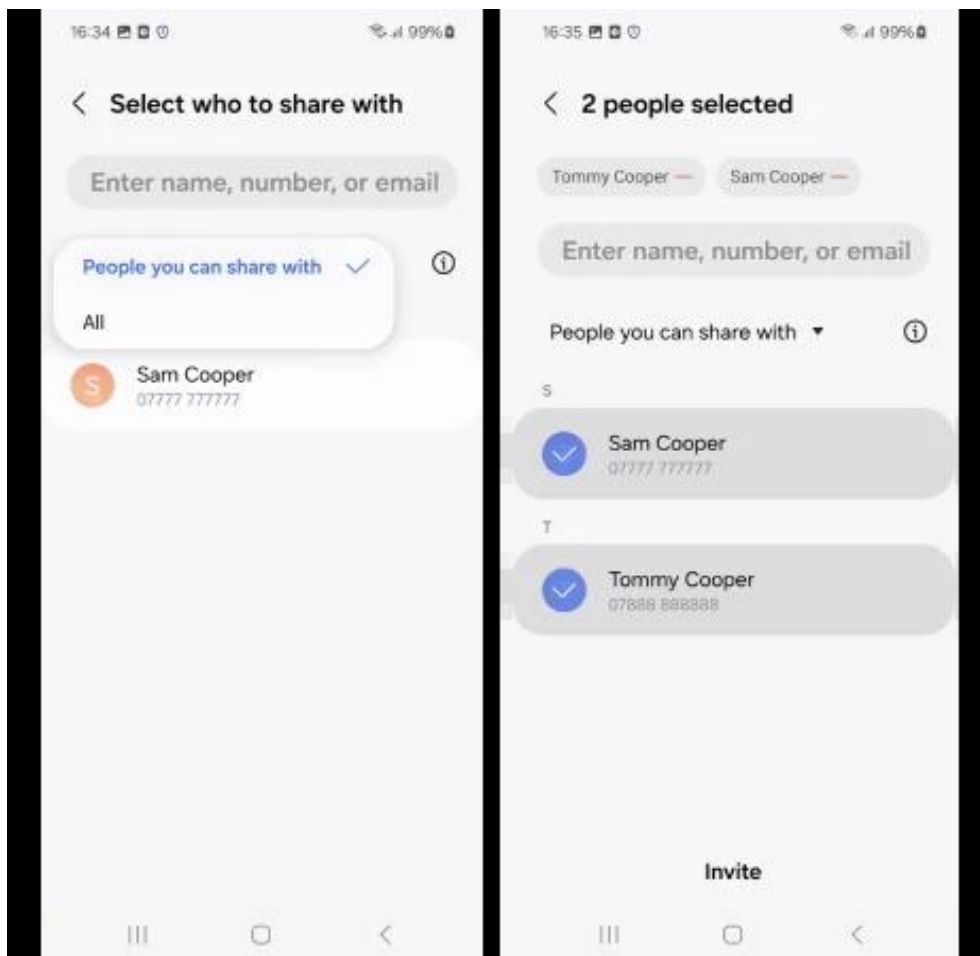 16:34
99%
Select who to share with
Enter name, number, or email
People you can share with
All
S
Sam Cooper
07777 777777
16:35
99%
2 people selected
Tommy Cooper
Sam Cooper
Enter name, number, or email
People you can share with
S
Sam Cooper
07777 777777
T
Tommy Cooper
07888 888888
Invite